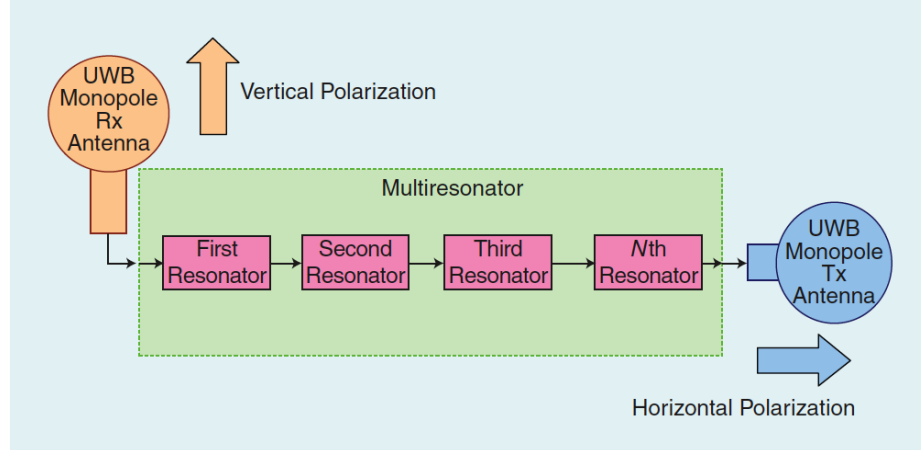 UWB
Monopole
Rx
Antenna
Vertical Polarization
Multiresonator
First
Resonator
Second
Resonator
Third
Resonator
Nth
Resonator
UWB
Monopole
Tx
Antenna
Horizontal Polarization